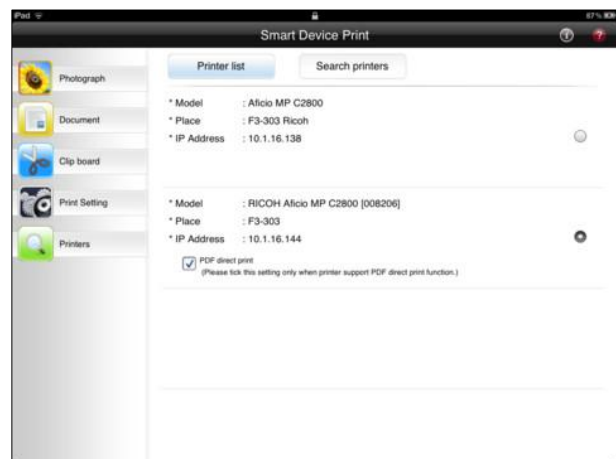 iPad 87%
Smart Device Print
?
Photograph
Document
Clip board
Print Setting
Printers
Printer list Search printers
* Model : Aficio MP C2800
* Place : F3-303 Ricoh
* IP Address : 10.1.16.138
* Model : RICOH Aficio MP C2800 [008206]
* Place : F3-303
* IP Address : 10.1.16.144
PDF direct print
(Please tick this setting only when printer support PDF direct print function.)